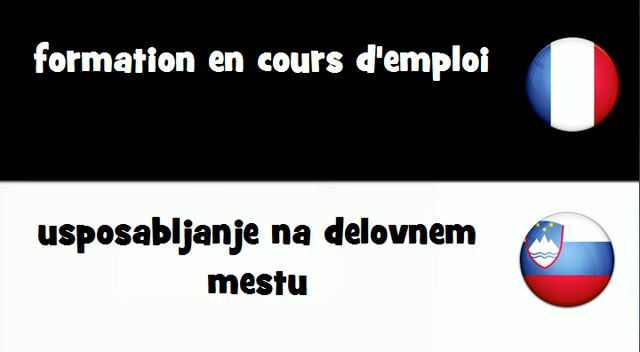 formation en cours d'emploi
usposabljanje na delovnem
mestu